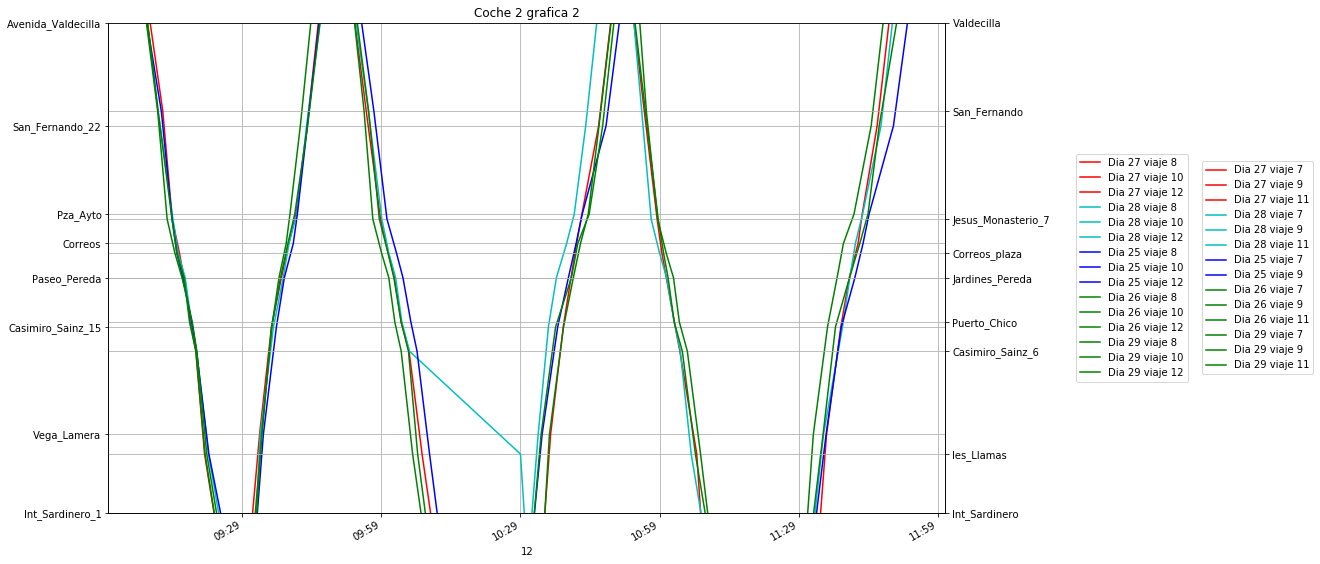 Coche 2 grafica 2
Avenida_Valdecilla
San_Fernando_22
Pza_Ayto
Correos
Paseo_Pereda
Casimiro_Sainz_15
Vega_Lamera
Int_Sardinero_1
Valdecilla
San_Fernando
Jesus_Monasterio_7
Correos_plaza
Jardines_Pereda
Puerto_Chico
Casimiro_Sainz_6
Ies_Llamas
Int_Sardinero
09:29
09:59
10:29
10:59
11:29
11:59
12
Dia 27 viaje 8
Dia 27 viaje 10
Dia 27 viaje 12
Dia 28 viaje 8
Dia 28 viaje 10
Dia 28 viaje 12
Dia 25 viaje 8
Dia 25 viaje 10
Dia 25 viaje 12
Dia 26 viaje 8
Dia 26 viaje 10
Dia 26 viaje 12
Dia 29 viaje 8
Dia 29 viaje 10
Dia 29 viaje 12
Dia 27 viaje 7
Dia 27 viaje 9
Dia 27 viaje 11
Dia 28 viaje 7
Dia 28 viaje 9
Dia 28 viaje 11
Dia 25 viaje 7
Dia 25 viaje 9
Dia 26 viaje 7
Dia 26 viaje 9
Dia 26 viaje 11
Dia 29 viaje 7
Dia 29 viaje 9
Dia 29 viaje 11